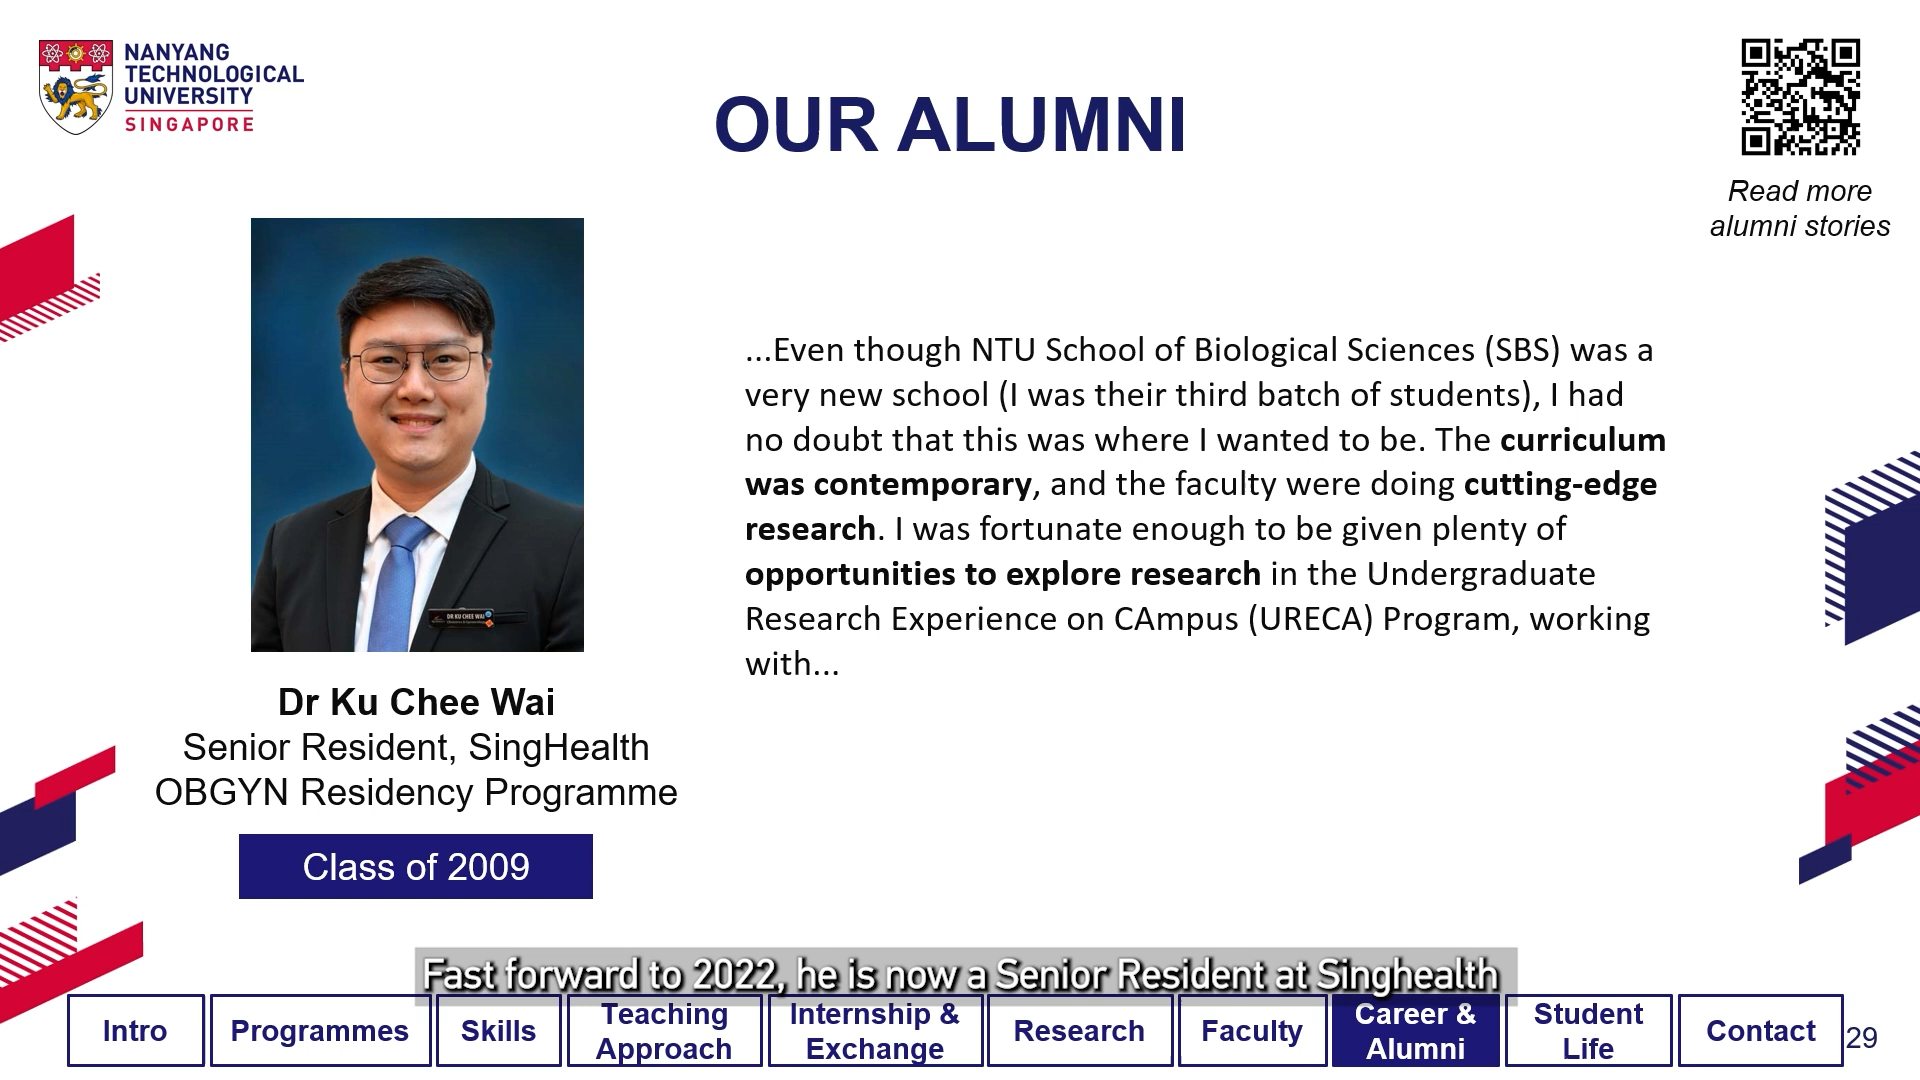 NANYANG
TECHNOLOGICAL
UNIVERSITY
SINGAPORE
OUR ALUMNI
Read more
alumni stories
...Even though NTU School of Biological Sciences (SBS) was a
very new school (I was their third batch of students), I had
no doubt that this was where I wanted to be. The curriculum
was contemporary, and the faculty were doing cutting-edge
research. I was fortunate enough to be given plenty of
opportunities to explore research in the Undergraduate
Research Experience on CAmpus (URECA) Program, working
with...
DR KU CHEE WAI
Dr Ku Chee Wai
Senior Resident, SingHealth
OBGYN Residency Programme
Class of 2009
Fast forward to 2022, he is now a Senior Resident at Singhealth
Intro
Programmes
Skills
Teaching
Approach
Internship &
Exchange
Research
Faculty
Career &
Alumni
Student
Life
Contact
29